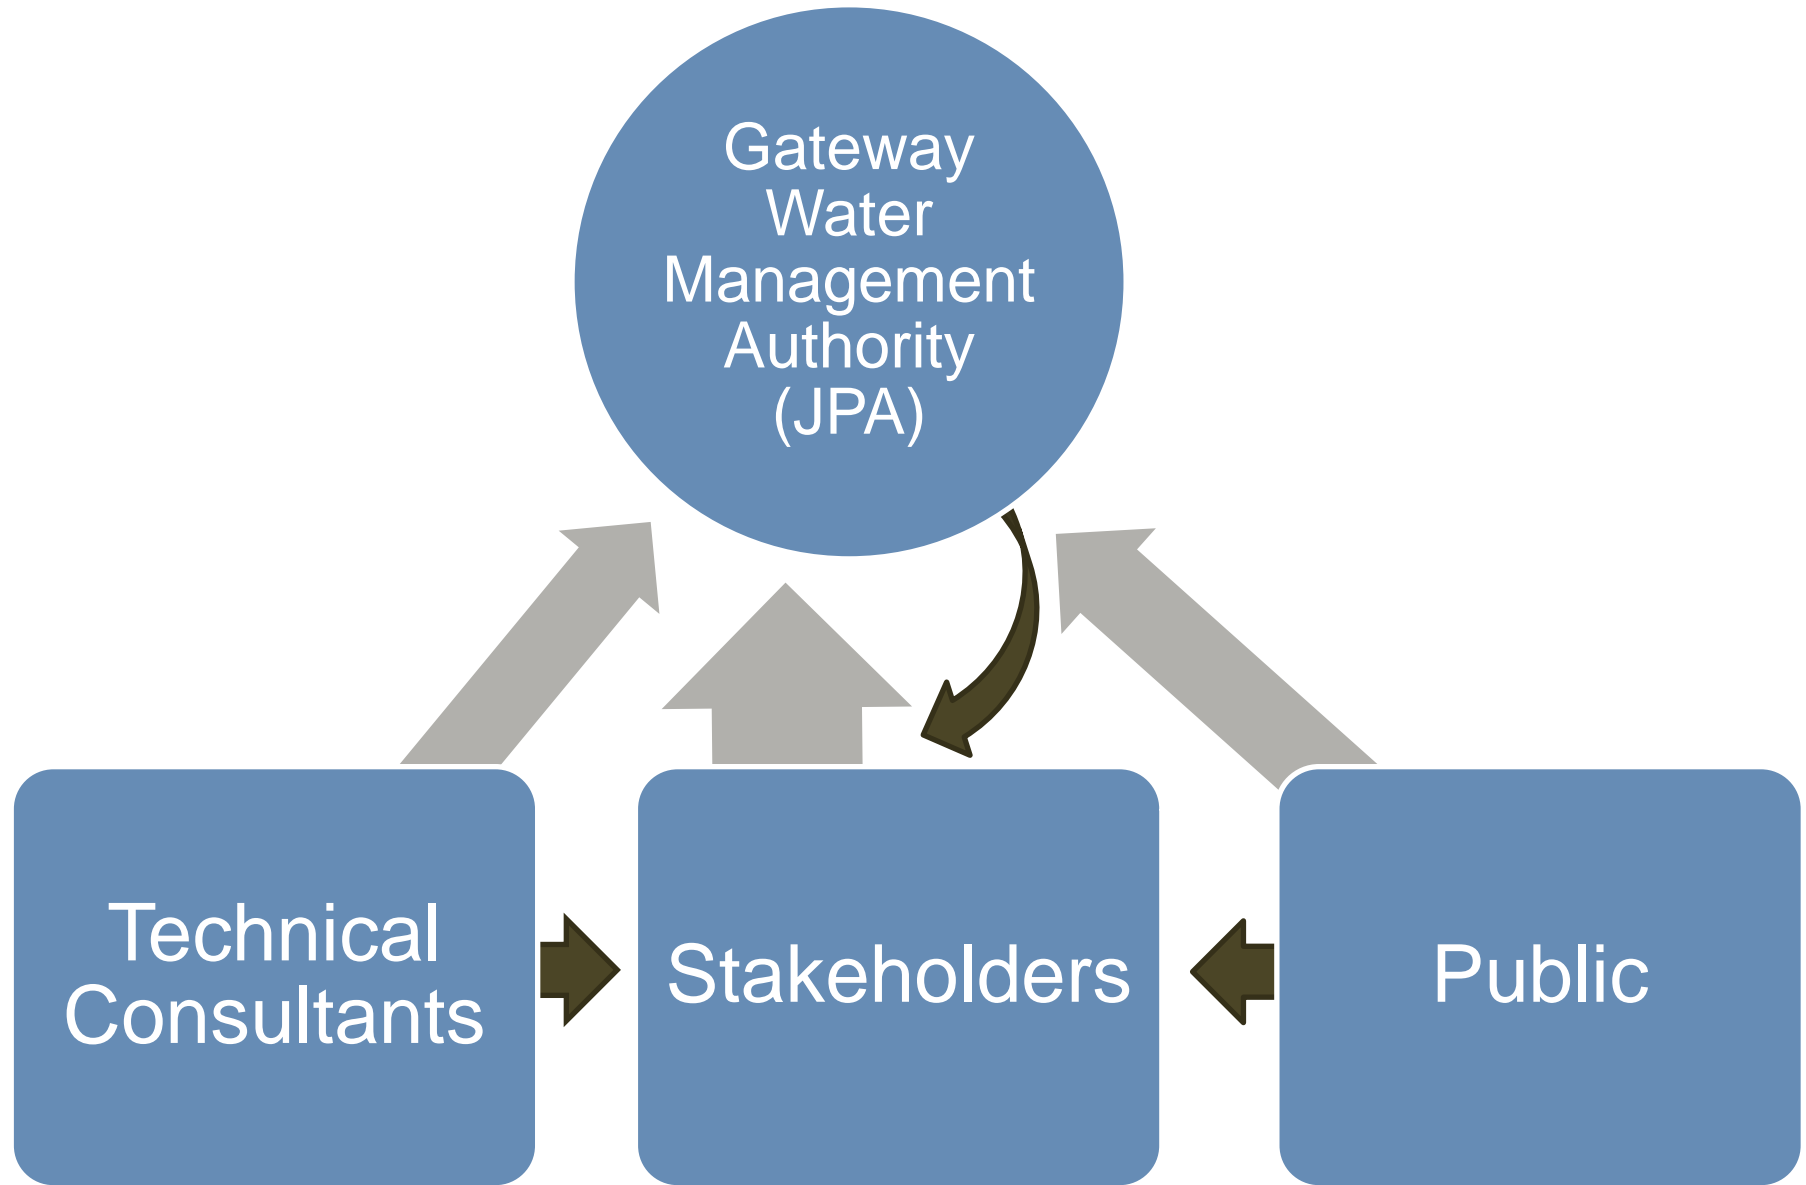 Gateway
Water
Management
Authority
(JPA)
Technical
Consultants
Stakeholders
Public